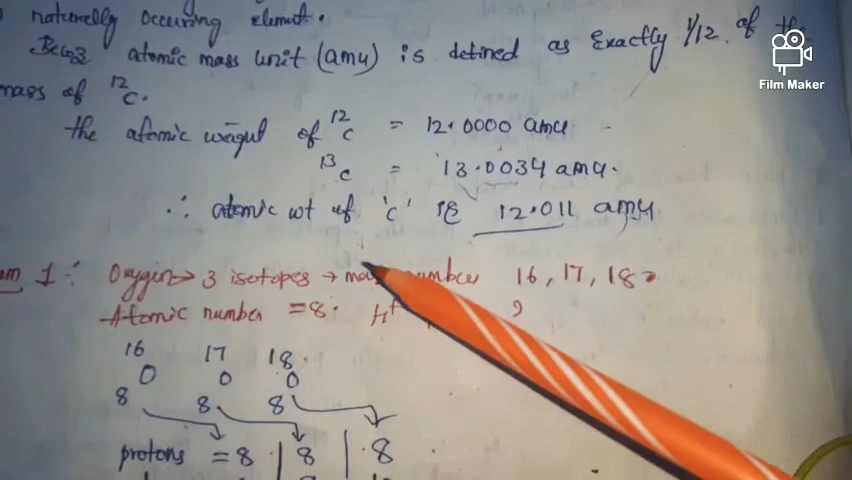 naturally occuring element.
atomic mass unit (amu) is defined as Exactly 1/12 of the
mass of ¹²C.
the atomic weight of ¹²C = 12.0000 amu.
¹³C = 13.0034 amu.
∴ atomic wt of 'C' is 12.011 amu
1: Oxygen → 3 isotopes → number 16, 17, 18
Atomic number = 8.
16 17 18
O O O
8 8 8
protons = 8 | 8 | 8
Film Maker